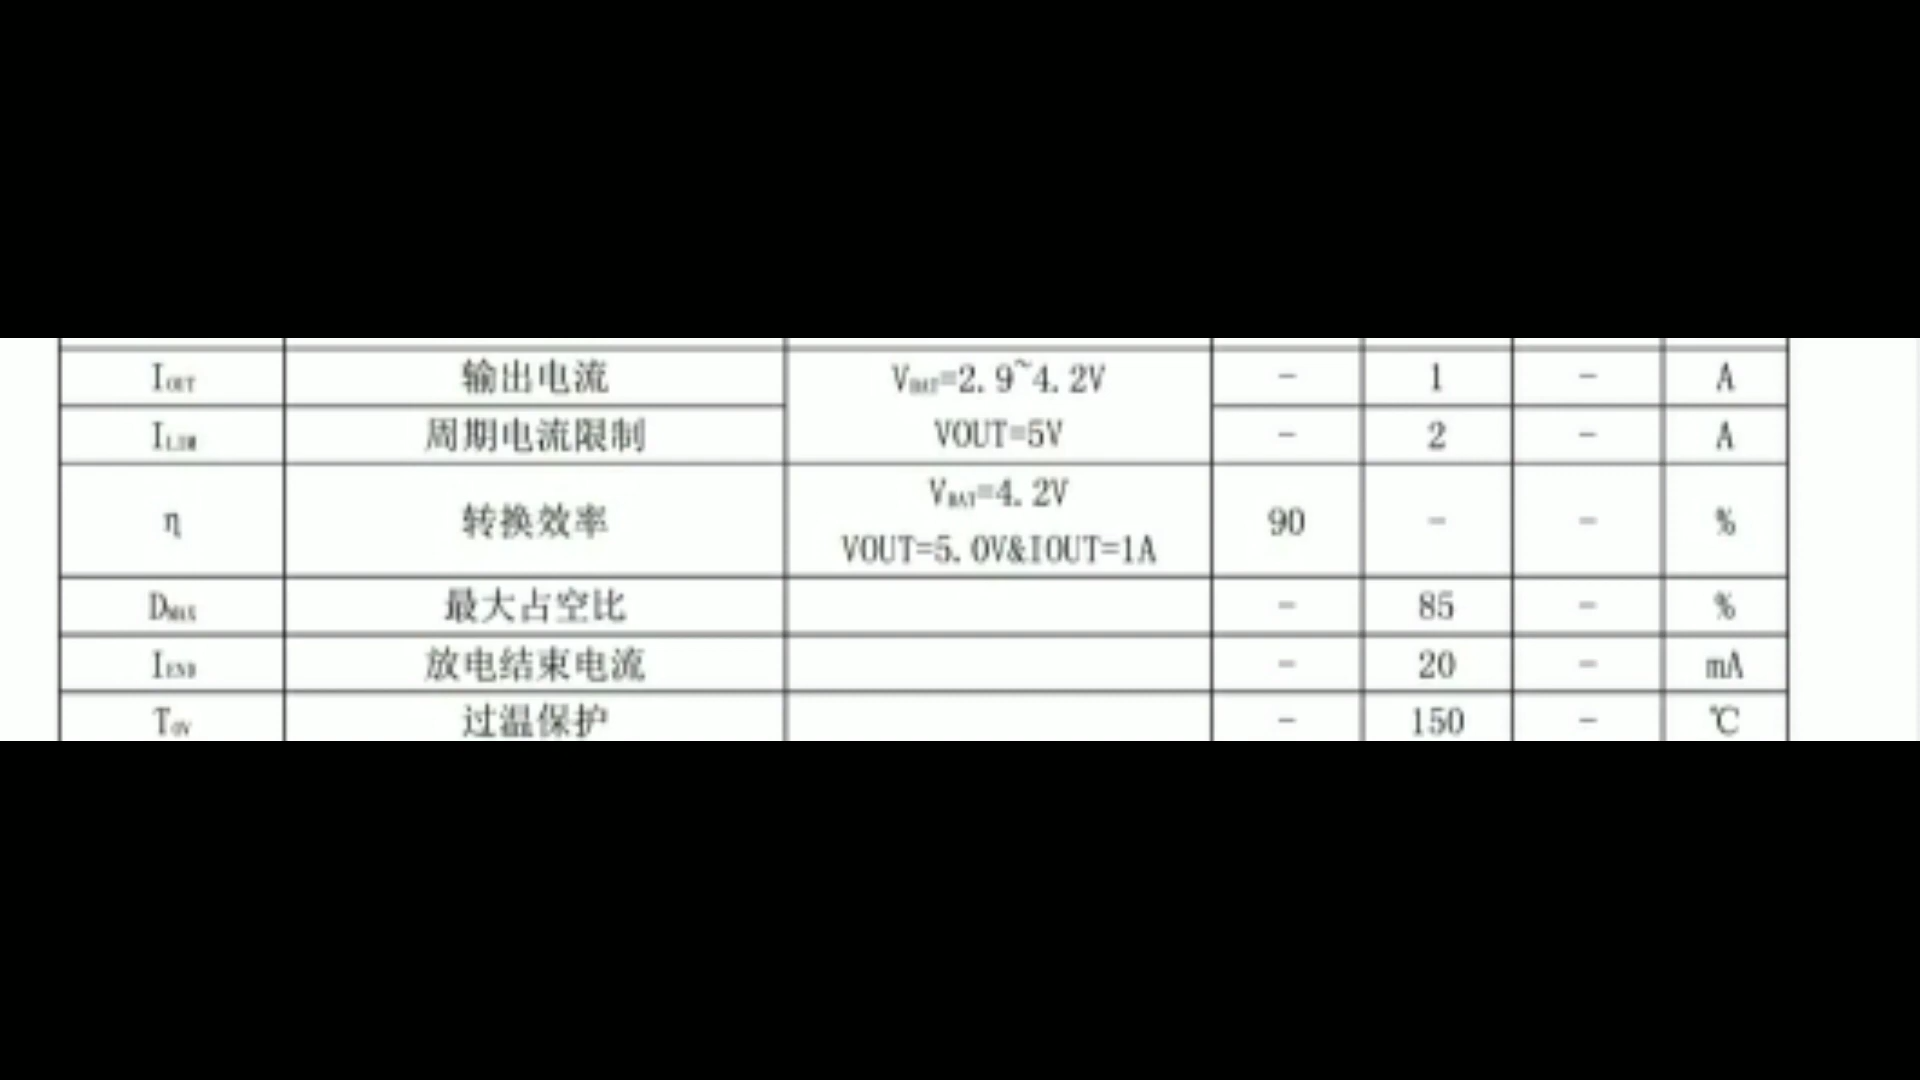 IOUT 输出电流 VBAT=2.9~4.2V - 1 - A
ILIM 周期电流限制 VOUT=5V - 2 - A
η 转换效率 VBAT=4.2V 90 - - %
VOUT=5.0V&IOUT=1A
DMAX 最大占空比 - 85 - %
IEND 放电结束电流 - 20 - mA
TOV 过温保护 - 150 - ℃